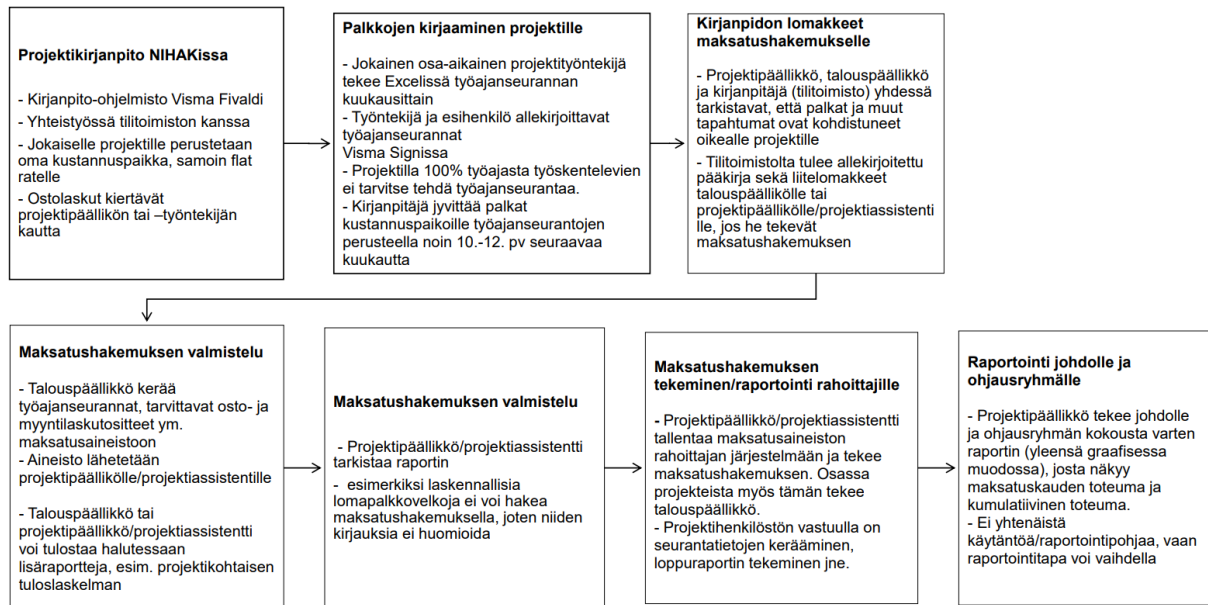 Projektikirjanpito NIHAKissa
- Kirjanpito-ohjelmisto Visma Fivaldi
- Yhteistyössä tilitoimiston kanssa
- Jokaiselle projektille perustetaan
oma kustannuspaikka, samoin flat
ratelle
- Ostolaskut kiertävät
projektipäällikön tai –työntekijän
kautta
Palkkojen kirjaaminen projektille
- Jokainen osa-aikainen projektityöntekijä
tekee Excelissä työajanseurannan
kuukausittain
- Työntekijä ja esihenkilö allekirjoittavat
työajanseurannat
Visma Signissa
- Projektilla 100% työajasta työskentelevien
ei tarvitse tehdä työajanseurantaa.
- Kirjanpitäjä jyvittää palkat
kustannuspaikoille työajanseurantojen
perusteella noin 10.-12. pv seuraavaa
kuukautta
Kirjanpidon lomakkeet
maksatushakemukselle
- Projektipäällikkö, talouspäällikkö
ja kirjanpitäjä (tilitoimisto) yhdessä
tarkistavat, että palkat ja muut
tapahtumat ovat kohdistuneet
oikealle projektille
- Tilitoimistolta tulee allekirjoitettu
pääkirja sekä liitelomakkeet
talouspäällikölle tai
projektipäällikölle/projektiassistenti
lle, jos he tekevät
maksatushakemuksen
Maksatushakemuksen valmistelu
- Talouspäällikkö kerää
työajanseurannat, tarvittavat osto- ja
myyntilaskutositteet ym.
maksatusaineistoon
- Aineisto lähetetään
projektipäällikölle/projektiassistentille
- Talouspäällikkö tai
projektipäällikkö/projektiassistentti
voi tulostaa halutessaan
lisäraportteja, esim. projektikohtaisen
tuloslaskelman
Maksatushakemuksen valmistelu
- Projektipäällikkö/projektiassistentti
tarkistaa raportin
- esimerkiksi laskennallisia
lomapalkkovelkoja ei voi hakea
maksatushakemuksella, joten niiden
kirjauksia ei huomioida
Maksatushakemuksen
tekeminen/raportointi rahoittajille
- Projektipäällikkö/projektiassistentti
tallentaa maksatusaineiston
rahoittajan järjestelmään ja tekee
maksatushakemuksen. Osassa
projekteista myös tämän tekee
talouspäällikkö.
- Projektihenkilöstön vastuulla on
seurantatietojen kerääminen,
loppuraportin tekeminen jne.
Raportointi johdolle ja
ohjausryhmälle
- Projektipäällikkö tekee johdolle
ja ohjausryhmän kokousta varten
raportin (yleensä graafisessa
muodossa), josta näkyy
maksatuskauden toteuma ja
kumulatiivinen toteuma.
- Ei yhtenäistä
käytäntöä/raportointipohjaa, vaan
raportointitapa voi vaihdella